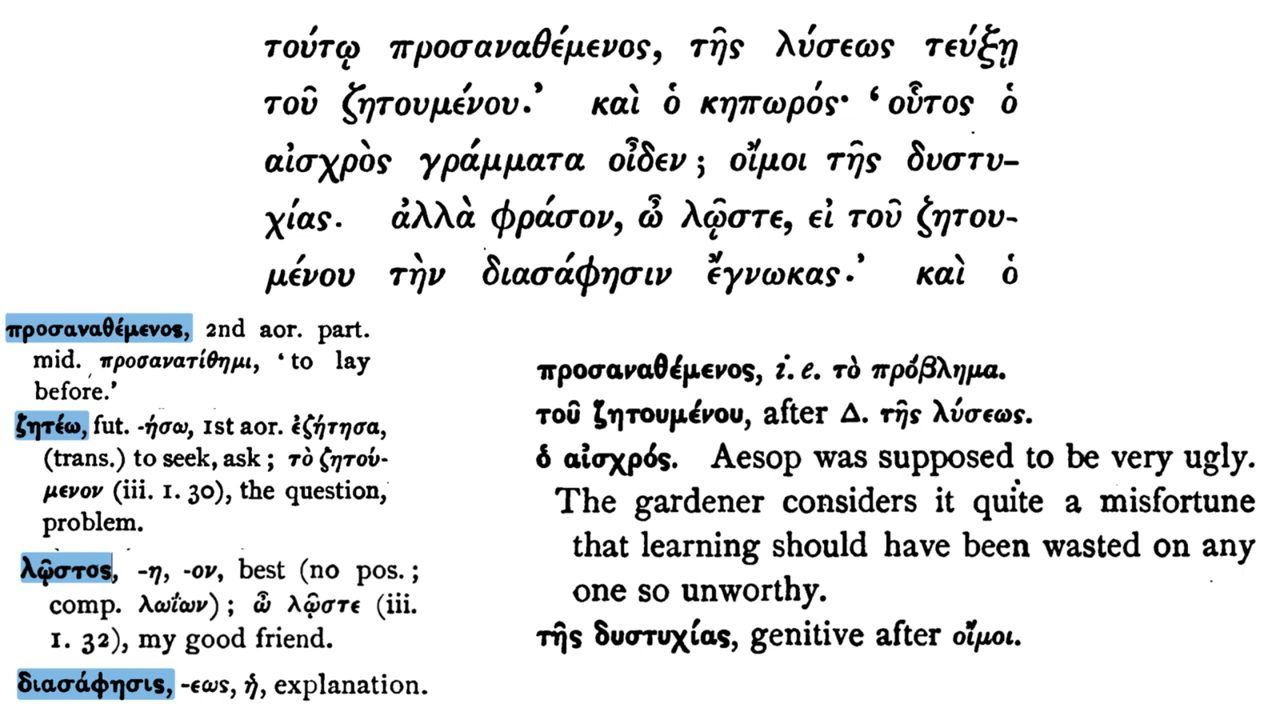 τούτῳ προσαναθέμενος, τῆς λύσεως τεύξῃ
τοῦ ζητουμένου.’ καὶ ὁ κηπωρός· ‘οὗτος ὁ
αἰσχρὸς γράμματα οἶδεν; οἴμοι τῆς δυστυ-
χίας. ἀλλὰ φράσον, ὦ λῷστε, εἰ τοῦ ζητου-
μένου τὴν διασάφησιν ἔγνωκας.’ καὶ ὁ
προσαναθέμενος, 2nd aor. part.
mid. προσανατίθημι, ‘to lay
before.’
ζητέω, fut. -ήσω, 1st aor. ἐζήτησα,
(trans.) to seek, ask; τὸ ζητού-
μενον (iii. 1. 30), the question,
problem.
λῷστος, -η, -ον, best (no pos.;
comp. λωΐων); ὦ λῷστε (iii.
1. 32), my good friend.
διασάφησις, -εως, ἡ, explanation.
προσαναθέμενος, i. e. τὸ πρόβλημα.
τοῦ ζητουμένου, after Δ. τῆς λύσεως.
ὁ αἰσχρός. Aesop was supposed to be very ugly.
The gardener considers it quite a misfortune
that learning should have been wasted on any
one so unworthy.
τῆς δυστυχίας, genitive after οἴμοι.